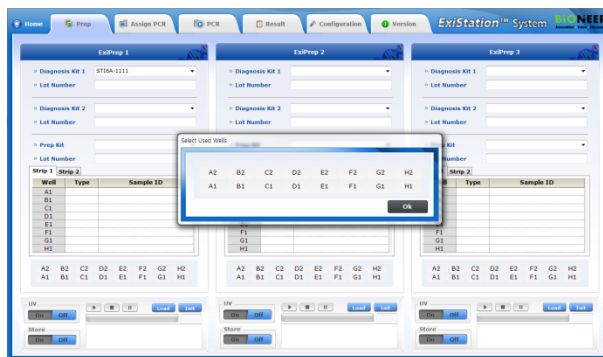 Home Prep Assign PCR PCR Result Configuration Version ExiStation™ System BIONEER
ExiPrep 1 ExiPrep 2 ExiPrep 3
» Diagnosis Kit 1 STIBA-1111 » Diagnosis Kit 1 » Diagnosis Kit 1
» Lot Number » Lot Number » Lot Number
» Diagnosis Kit 2 » Diagnosis Kit 2 » Diagnosis Kit 2
» Lot Number » Lot Number » Lot Number
Select Used Wells
» Prep Kit Kit
» Lot Number mber
A2 B2 C2 D2 E2 F2 G2 H2
A1 B1 C1 D1 E1 F1 G1 H1
Ok
Strip 1 Strip 2 Strip 2
Well Type Sample ID Well Type Sample ID
A1
B1
C1
D1
E1 E1 E1
F1 F1 F1
G1 G1 G1
H1 H1 H1
A2 B2 C2 D2 E2 F2 G2 H2 A2 B2 C2 D2 E2 F2 G2 H2 A2 B2 C2 D2 E2 F2 G2 H2
A1 B1 C1 D1 E1 F1 G1 H1 A1 B1 C1 D1 E1 F1 G1 H1 A1 B1 C1 D1 E1 F1 G1 H1
UV Load Init UV Load Init UV Load Init
On Off On Off On Off
Store Store Store
On Off On Off On Off